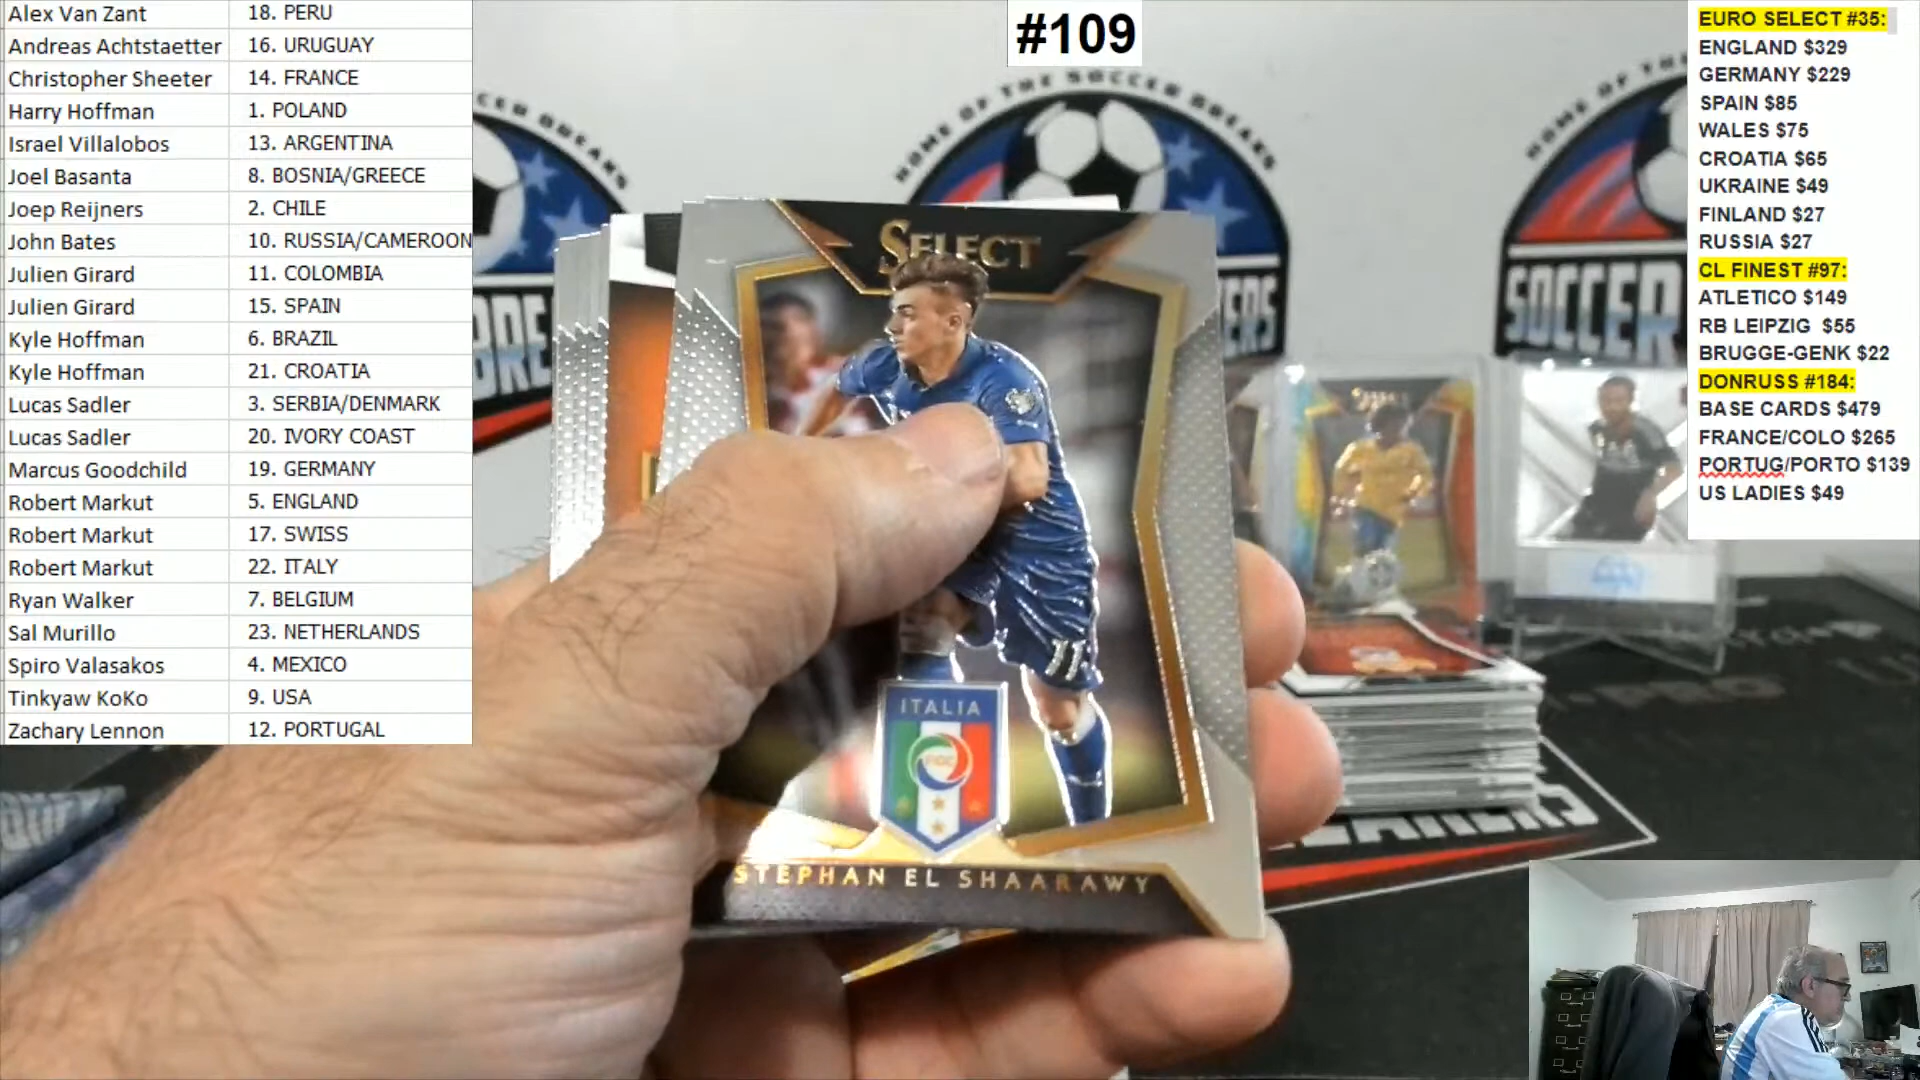 Alex Van Zant 18. PERU
Andreas Achtstaetter 16. URUGUAY
Christopher Sheeter 14. FRANCE
Harry Hoffman 1. POLAND
Israel Villalobos 13. ARGENTINA
Joel Basanta 8. BOSNIA/GREECE
Joep Reijners 2. CHILE
John Bates 10. RUSSIA/CAMEROON
Julien Girard 11. COLOMBIA
Julien Girard 15. SPAIN
Kyle Hoffman 6. BRAZIL
Kyle Hoffman 21. CROATIA
Lucas Sadler 3. SERBIA/DENMARK
Lucas Sadler 20. IVORY COAST
Marcus Goodchild 19. GERMANY
Robert Markut 5. ENGLAND
Robert Markut 17. SWISS
Robert Markut 22. ITALY
Ryan Walker 7. BELGIUM
Sal Murillo 23. NETHERLANDS
Spiro Valasakos 4. MEXICO
Tinkyaw KoKo 9. USA
Zachary Lennon 12. PORTUGAL
#109
HOME OF THE SOCCER BREAKS
SELECT
11
ITALIA
FIGC
STEPHAN EL SHAARAWY
HOME OF THE
SOCCER
EURO SELECT #35:
ENGLAND $329
GERMANY $229
SPAIN $85
WALES $75
CROATIA $65
UKRAINE $49
FINLAND $27
RUSSIA $27
CL FINEST #97:
ATLETICO $149
RB LEIPZIG $55
BRUGGE-GENK $22
DONRUSS #184:
BASE CARDS $479
FRANCE/COLO $265
PORTUG/PORTO $139
US LADIES $49